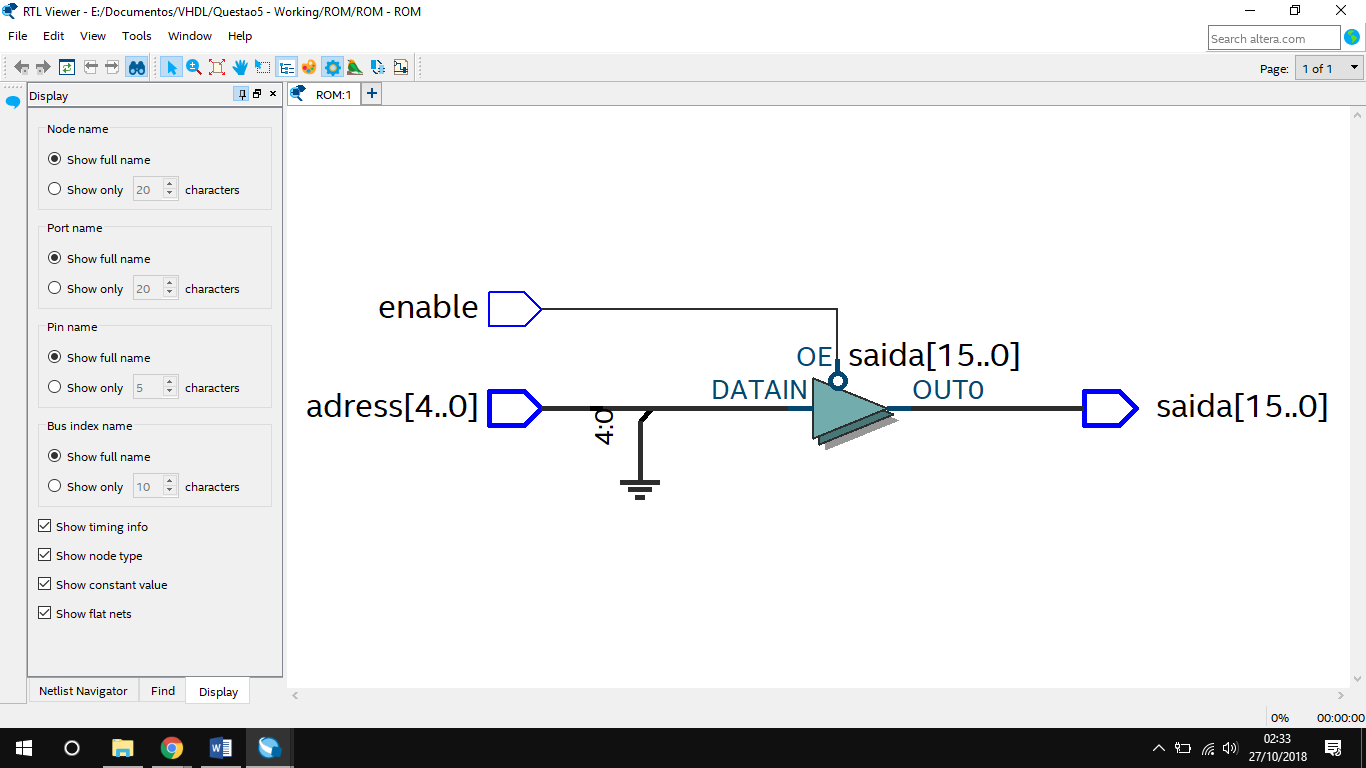 RTL Viewer - E:/Documentos/VHDL/Questao5 - Working/ROM/ROM - ROM
File Edit View Tools Window Help
Search altera.com
Page: 1 of 1
Display
ROM:1
Node name
Show full name
Show only 20 characters
Port name
Show full name
Show only 20 characters
Pin name
Show full name
Show only 5 characters
Bus index name
Show full name
Show only 10 characters
Show timing info
Show node type
Show constant value
Show flat nets
Netlist Navigator Find Display
enable
OE saida[15..0]
DATAIN OUT0
adress[4..0]
4:0
saida[15..0]
0% 00:00:00
02:33
27/10/2018